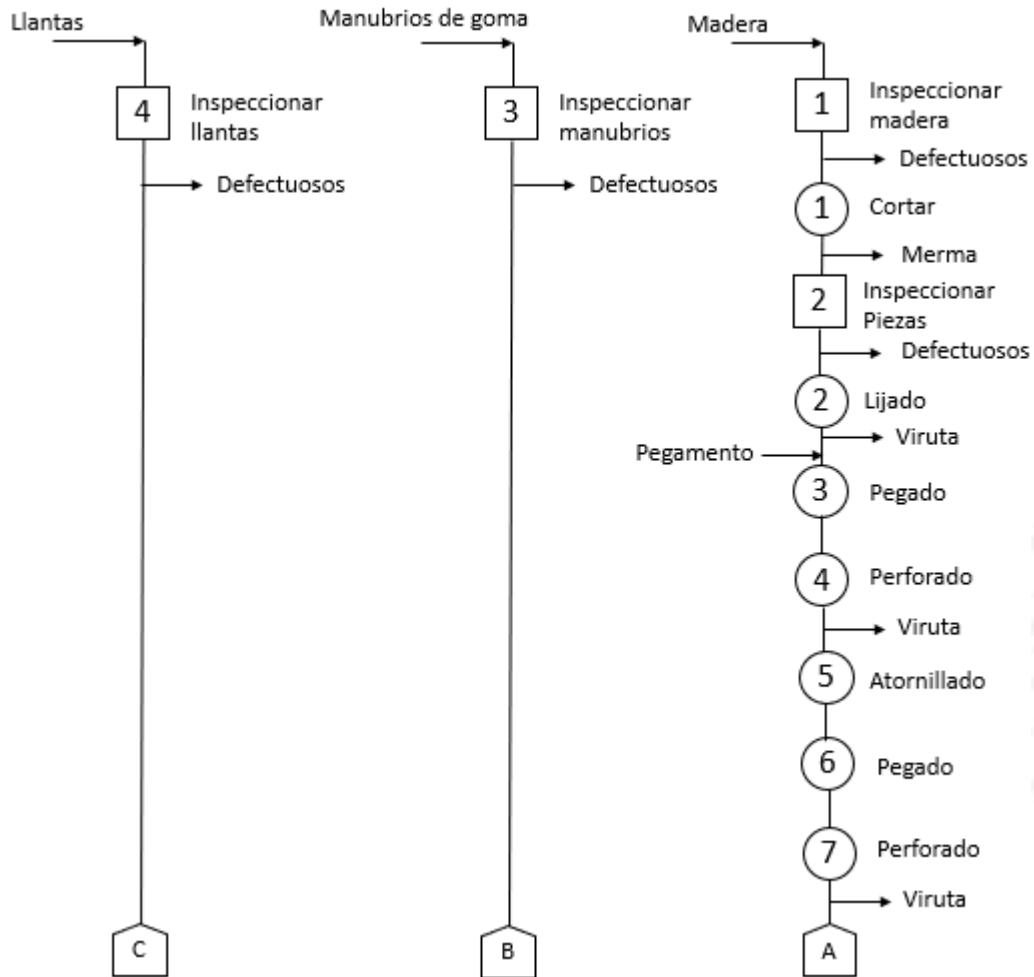 Llantas
4
Inspeccionar
llantas
Defectuosos
C
Manubrios de goma
3
Inspeccionar
manubrios
Defectuosos
B
Madera
1
Inspeccionar
madera
Defectuosos
1
Cortar
Merma
2
Inspeccionar
Piezas
Defectuosos
2
Lijado
Viruta
Pegamento
3
Pegado
4
Perforado
Viruta
5
Atornillado
6
Pegado
7
Perforado
Viruta
A